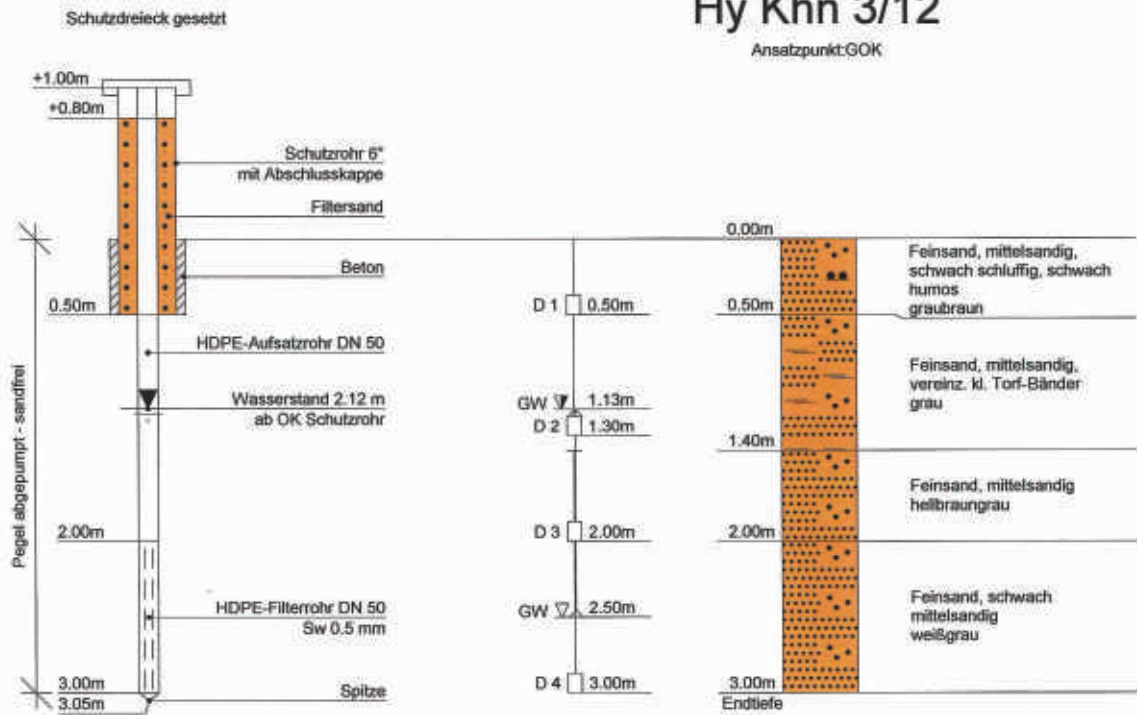 Schutzdreieck gesetzt
Hy Khn 3/12
Ansatzpunkt:GOK
+1.00m
+0.80m
Schutzrohr 6"
mit Abschlusskappe
Filtersand
Beton
0.50m
HDPE-Aufsatzrohr DN 50
Wasserstand 2.12 m
ab OK Schutzrohr
Pegel abgepumpt - sandfrei
2.00m
HDPE-Filterrohr DN 50
Sw 0.5 mm
3.00m
3.05m
Spitze
D 1 0.50m
GW 1.13m
D 2 1.30m
D 3 2.00m
GW 2.50m
D 4 3.00m
0.00m
Feinsand, mittelsandig,
schwach schluffig, schwach
humos
graubraun
0.50m
Feinsand, mittelsandig,
vereinz. kl. Torf-Bänder
grau
1.40m
Feinsand, mittelsandig
hellbraungrau
2.00m
Feinsand, schwach
mittelsandig
weißgrau
3.00m
Endtiefe